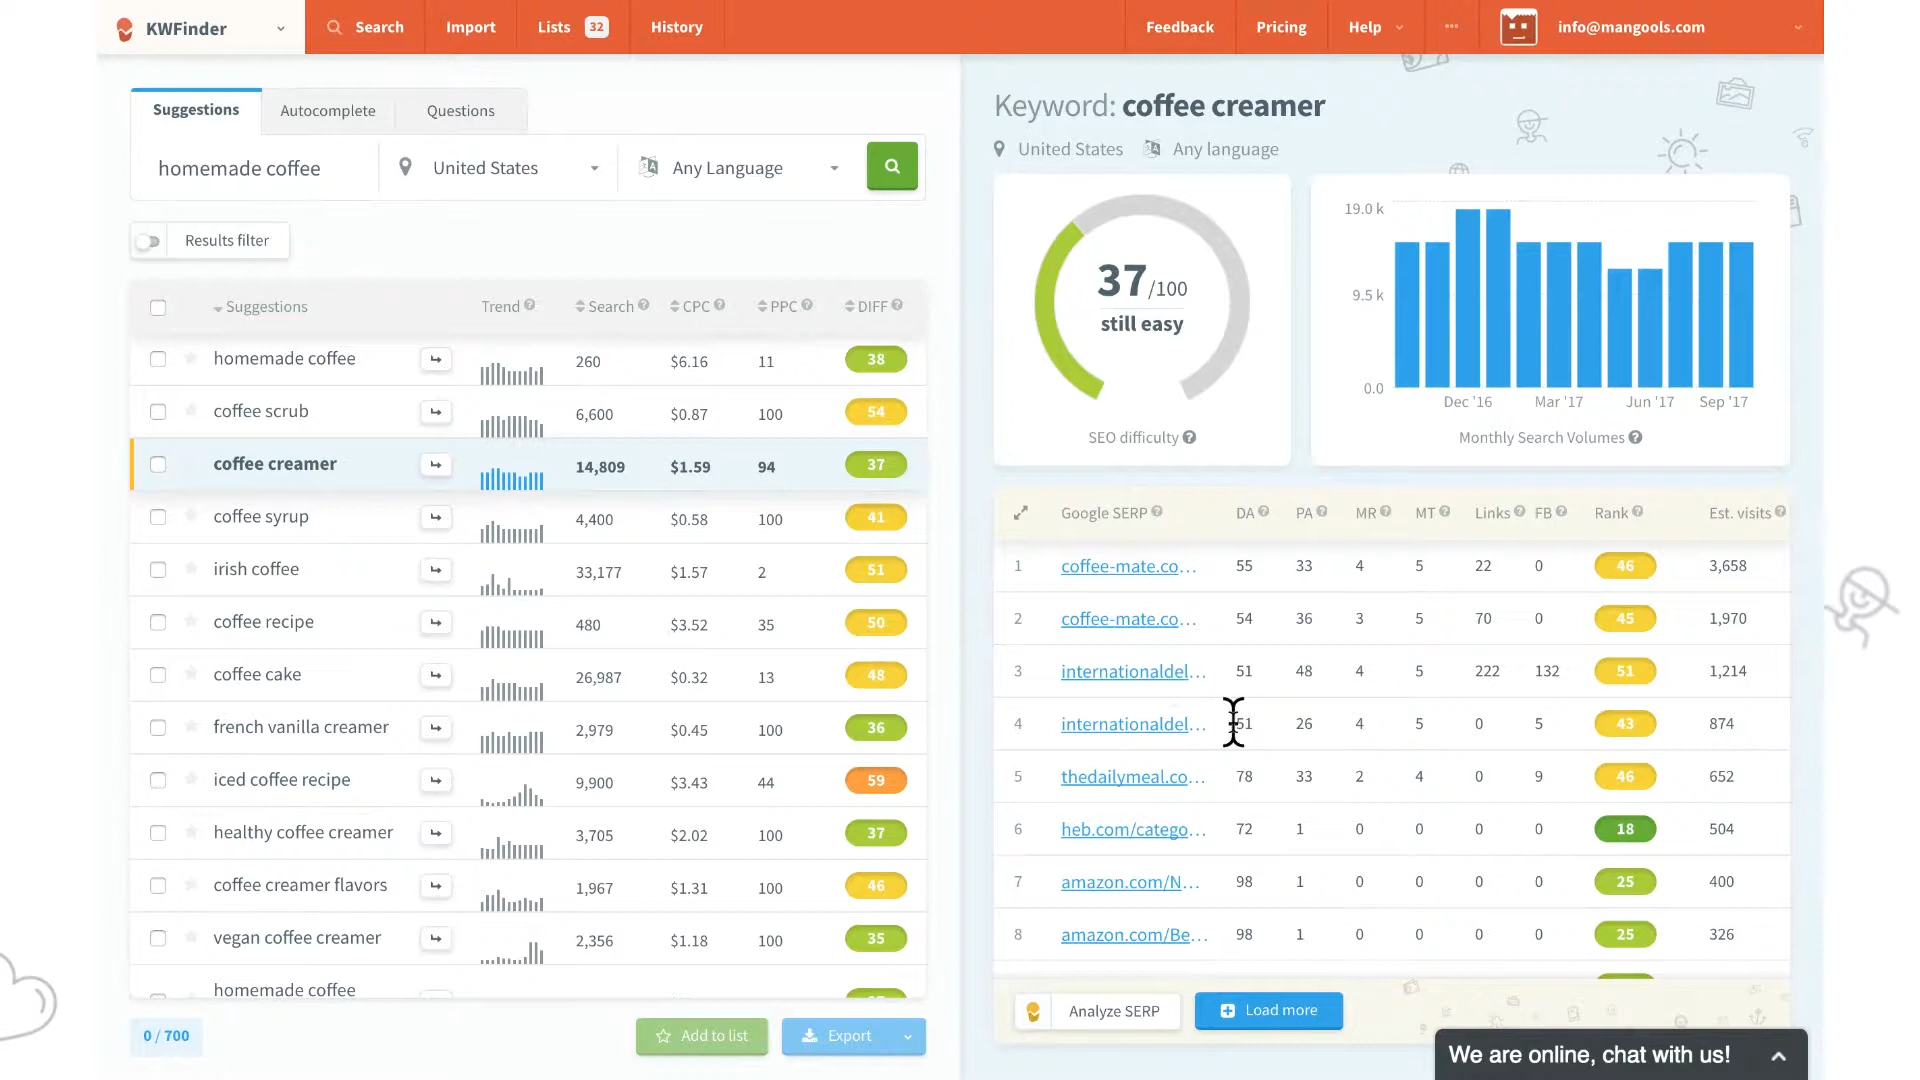 KWFinder Search Import Lists 32 History Feedback Pricing Help info@mangools.com
Suggestions Autocomplete Questions
homemade coffee United States Any Language
Results filter
Suggestions Trend Search CPC PPC DIFF
homemade coffee 260 $6.16 11 38
coffee scrub 6,600 $0.87 100 54
coffee creamer 14,809 $1.59 94 37
coffee syrup 4,400 $0.58 100 41
irish coffee 33,177 $1.57 2 51
coffee recipe 480 $3.52 35 50
coffee cake 26,987 $0.32 13 48
french vanilla creamer 2,979 $0.45 100 36
iced coffee recipe 9,900 $3.43 44 59
healthy coffee creamer 3,705 $2.02 100 37
coffee creamer flavors 1,967 $1.31 100 46
vegan coffee creamer 2,356 $1.18 100 35
homemade coffee
0 / 700 Add to list Export
Keyword: coffee creamer
United States Any language
37 /100
still easy
SEO difficulty
19.0 k
9.5 k
0.0
Dec '16 Mar '17 Jun '17 Sep '17
Monthly Search Volumes
Google SERP DA PA MR MT Links FB Rank Est. visits
1 coffee-mate.co... 55 33 4 5 22 0 46 3,658
2 coffee-mate.co... 54 36 3 5 70 0 45 1,970
3 internationaldel... 51 48 4 5 222 132 51 1,214
4 internationaldel... 51 26 4 5 0 5 43 874
5 thedailymeal.co... 78 33 2 4 0 9 46 652
6 heb.com/catego... 72 1 0 0 0 0 18 504
7 amazon.com/N... 98 1 0 0 0 0 25 400
8 amazon.com/Be... 98 1 0 0 0 0 25 326
Analyze SERP Load more
We are online, chat with us!